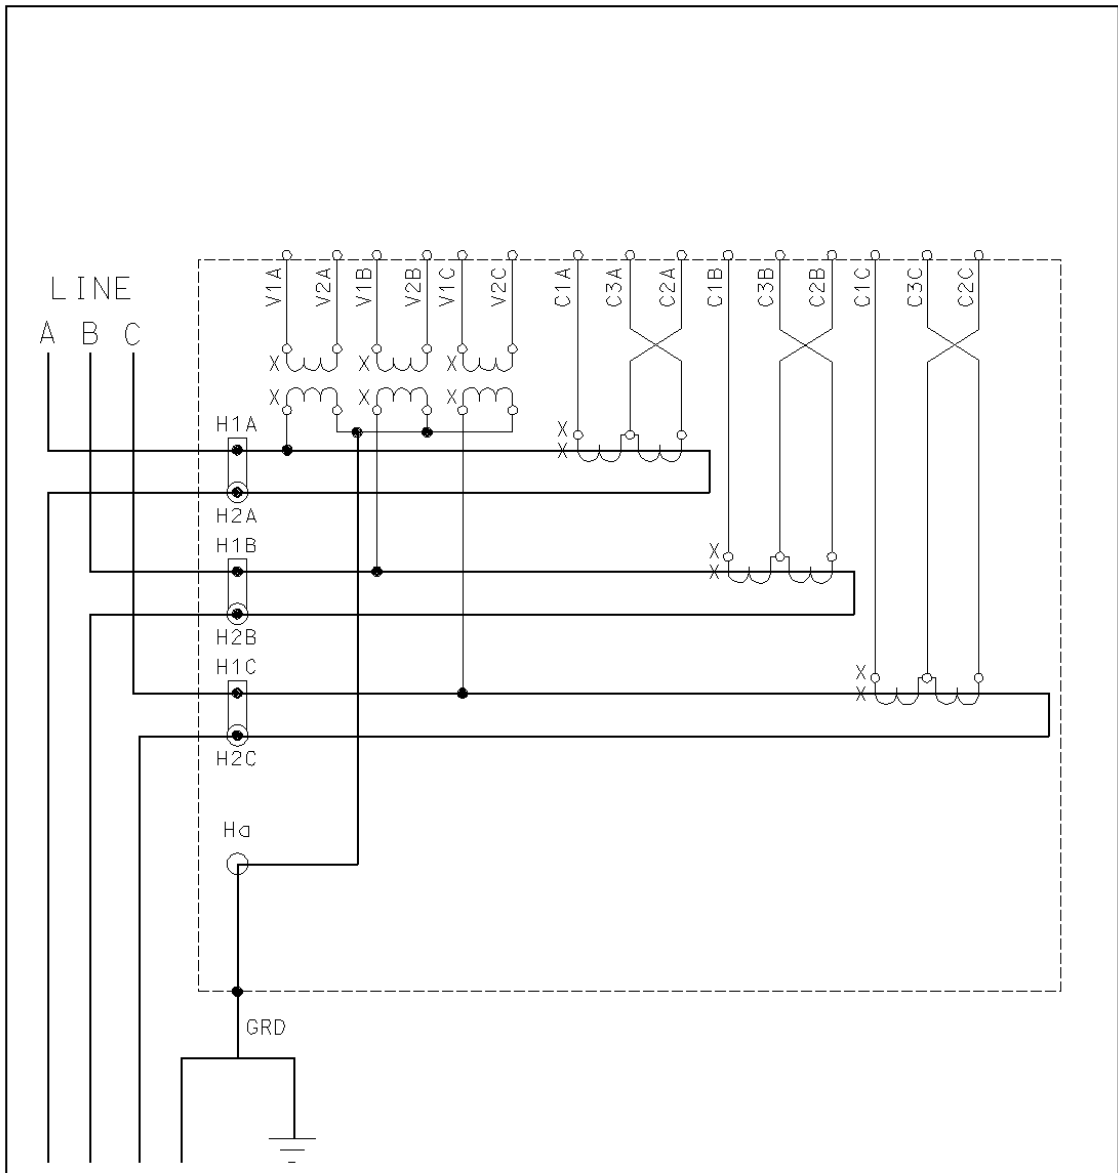 V1A V2A V1B V2B V1C V2C C1A C3A C2A C1B C3B C2B C1C C3C C2C
LINE
A B C
X X X
X X X
H1A
X
X
H2A
H1B
X
X
H2B
H1C
X
X
H2C
Ha
GRD